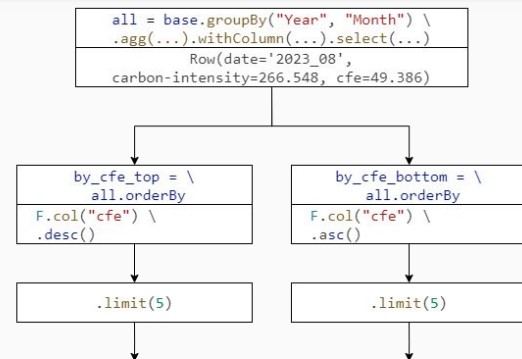 all = base.groupBy("Year", "Month") \
.agg(...).withColumn(...).select(...)
Row(date='2023_08',
carbon-intensity=266.548, cfe=49.386)
by_cfe_top = \
all.orderBy
F.col("cfe") \
.desc()
by_cfe_bottom = \
all.orderBy
F.col("cfe") \
.asc()
.limit(5)
.limit(5)